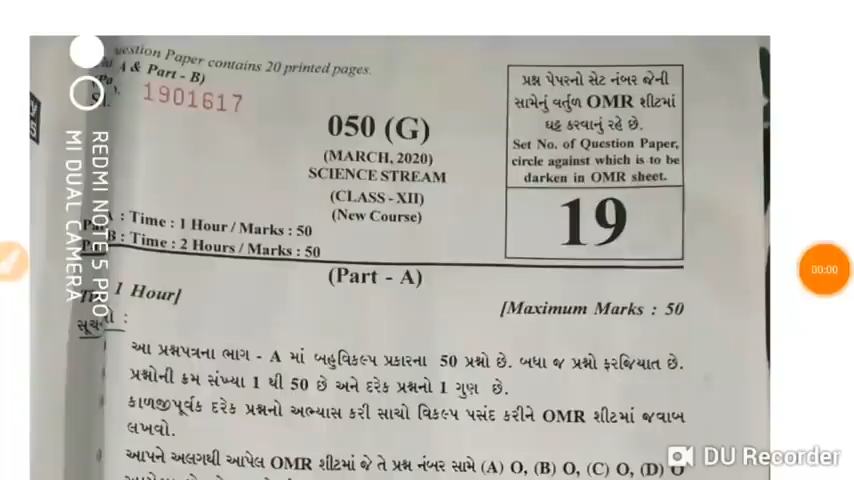 uestion Paper contains 20 printed pages.
A & Part - B)
1901617
050 (G)
(MARCH, 2020)
SCIENCE STREAM
(CLASS - XII)
(New Course)
પ્રશ્ન પેપરનો સેટ નંબર જેની
સામેનું વર્તુળ OMR શીટમાં
ઘટ્ટ કરવાનું રહે છે.
Set No. of Question Paper,
circle against which is to be
darken in OMR sheet.
19
: Time : 1 Hour / Marks : 50
B : Time : 2 Hours / Marks : 50
(Part - A)
1 Hour]
[Maximum Marks : 50
સૂચના :
આ પ્રશ્નપત્રના ભાગ - A માં બહુવિકલ્પ પ્રકારના 50 પ્રશ્નો છે. બધા જ પ્રશ્નો ફરજિયાત છે.
પ્રશ્નોની ક્રમ સંખ્યા 1 થી 50 છે અને દરેક પ્રશ્નનો 1 ગુણ છે.
કાળજીપૂર્વક દરેક પ્રશ્નનો અભ્યાસ કરી સાચો વિકલ્પ પસંદ કરીને OMR શીટમાં જવાબ
લખવો.
આપને અલગથી આપેલ OMR શીટમાં જે તે પ્રશ્ન નંબર સામે (A) O, (B) O, (C) O, (D) O
REDMI NOTE 5 PRO
MI DUAL CAMERA
00:00
DU Recorder